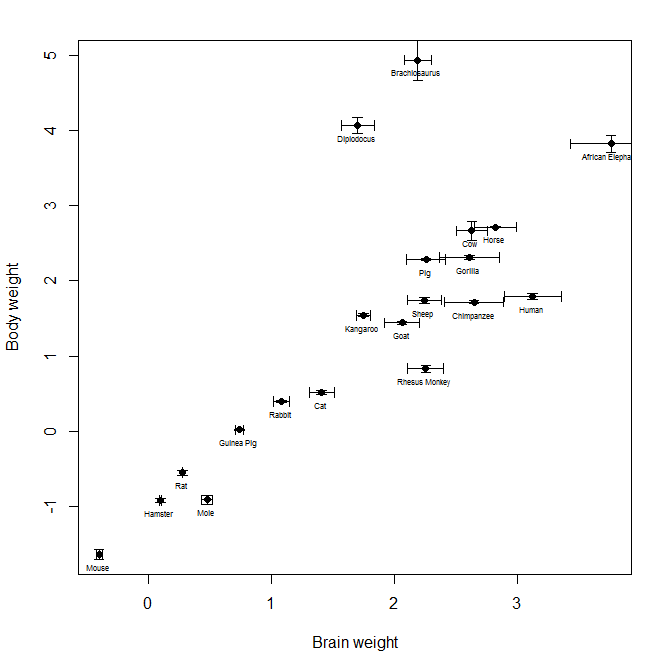 5
Brachiosaurus
4
Diplodocus
African Elepha
3
Cow
Horse
Pig
Gorilla
2
Sheep
Chimpanzee
Human
Kangaroo
Goat
1
Rhesus Monkey
Cat
Rabbit
0
Guinea Pig
Rat
-1
Hamster
Mole
Mouse
Body weight
0 1 2 3
Brain weight